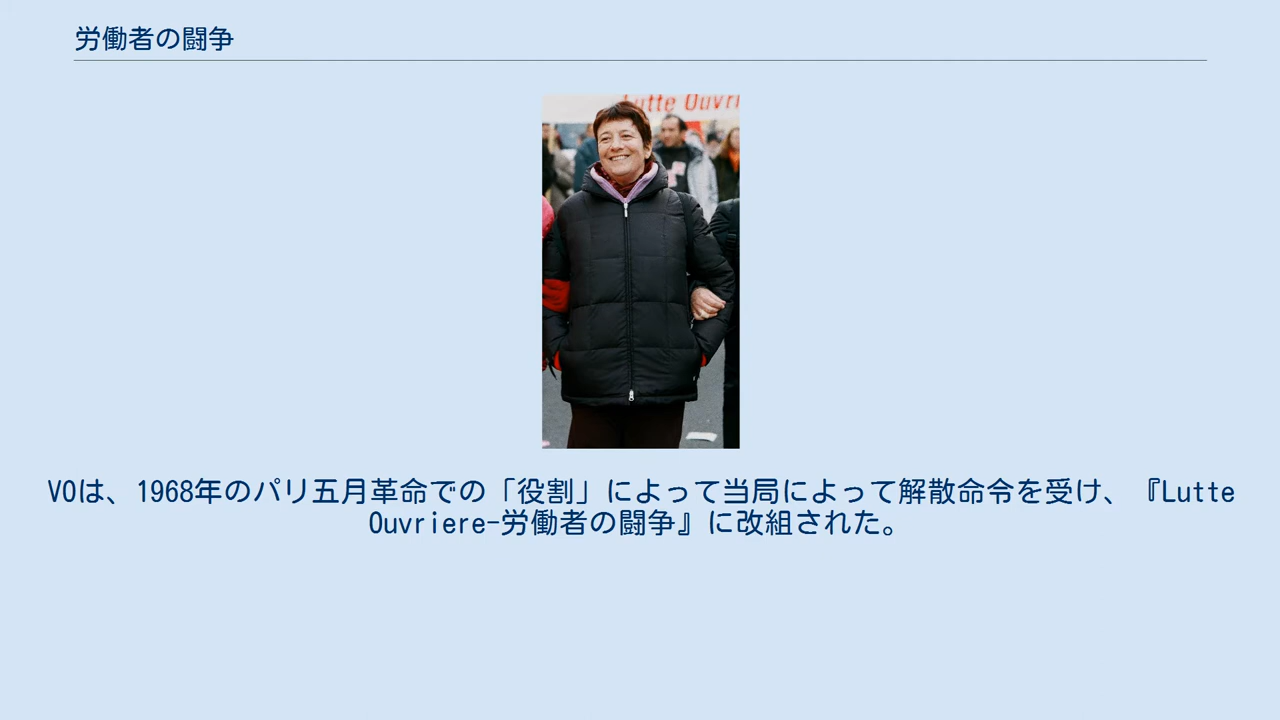 労働者の闘争
Lutte Ouvri
VOは、1968年のパリ五月革命での「役割」によって当局によって解散命令を受け、『Lutte
Ouvriere-労働者の闘争』に改組された。